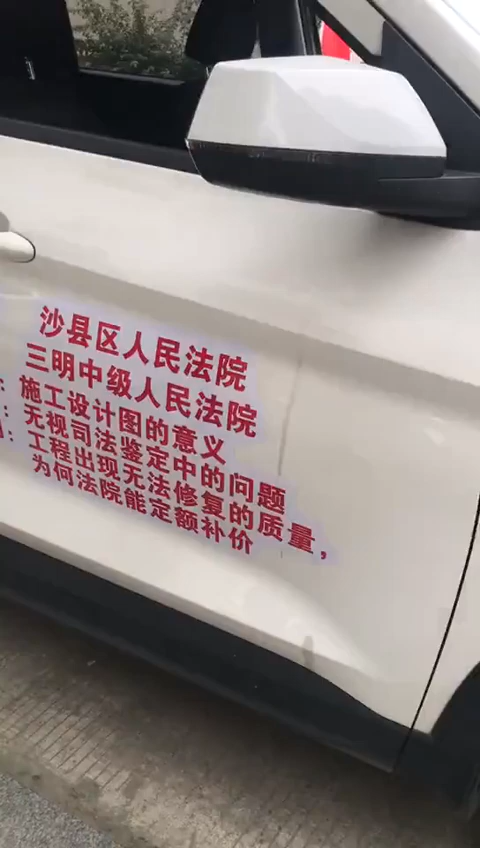 沙县区人民法院
三明中级人民法院
：施工设计图的意义
：无视司法鉴定中的问题
：工程出现无法修复的质量，
为何法院能定额补价